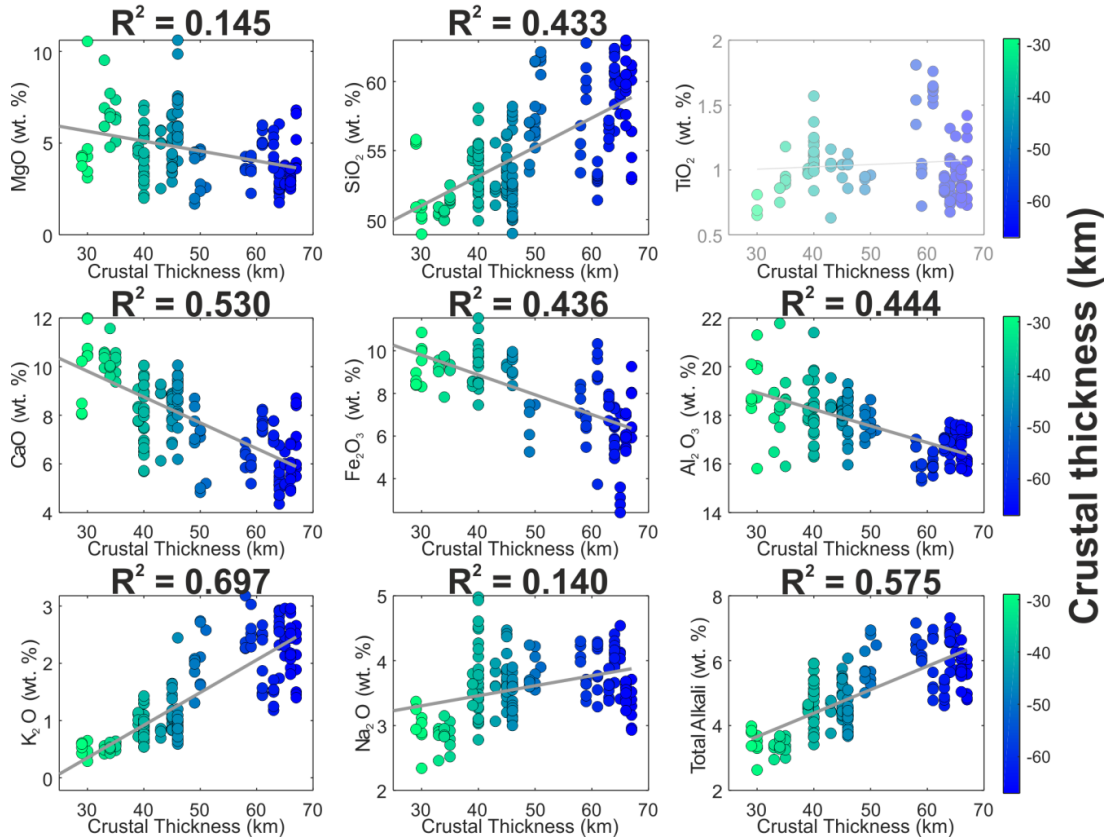 R² = 0.145
R² = 0.433
10
5
0
MgO (wt. %)
30 40 50 60 70
Crustal Thickness (km)
60
55
50
SiO₂ (wt. %)
30 40 50 60 70
Crustal Thickness (km)
2
1.5
1
0.5
TiO₂ (wt. %)
30 40 50 60 70
Crustal Thickness (km)
-30
-40
-50
-60
R² = 0.530
R² = 0.436
R² = 0.444
12
10
8
6
4
CaO (wt. %)
30 40 50 60 70
Crustal Thickness (km)
10
8
6
4
Fe₂O₃ (wt. %)
30 40 50 60 70
Crustal Thickness (km)
22
20
18
16
14
Al₂O₃ (wt. %)
30 40 50 60 70
Crustal Thickness (km)
-30
-40
-50
-60
R² = 0.697
R² = 0.140
R² = 0.575
3
2
1
0
K₂O (wt. %)
30 40 50 60 70
Crustal Thickness (km)
5
4
3
2
Na₂O (wt. %)
30 40 50 60 70
Crustal Thickness (km)
8
6
4
2
Total Alkali (wt. %)
30 40 50 60 70
Crustal Thickness (km)
-30
-40
-50
-60
Crustal thickness (km)